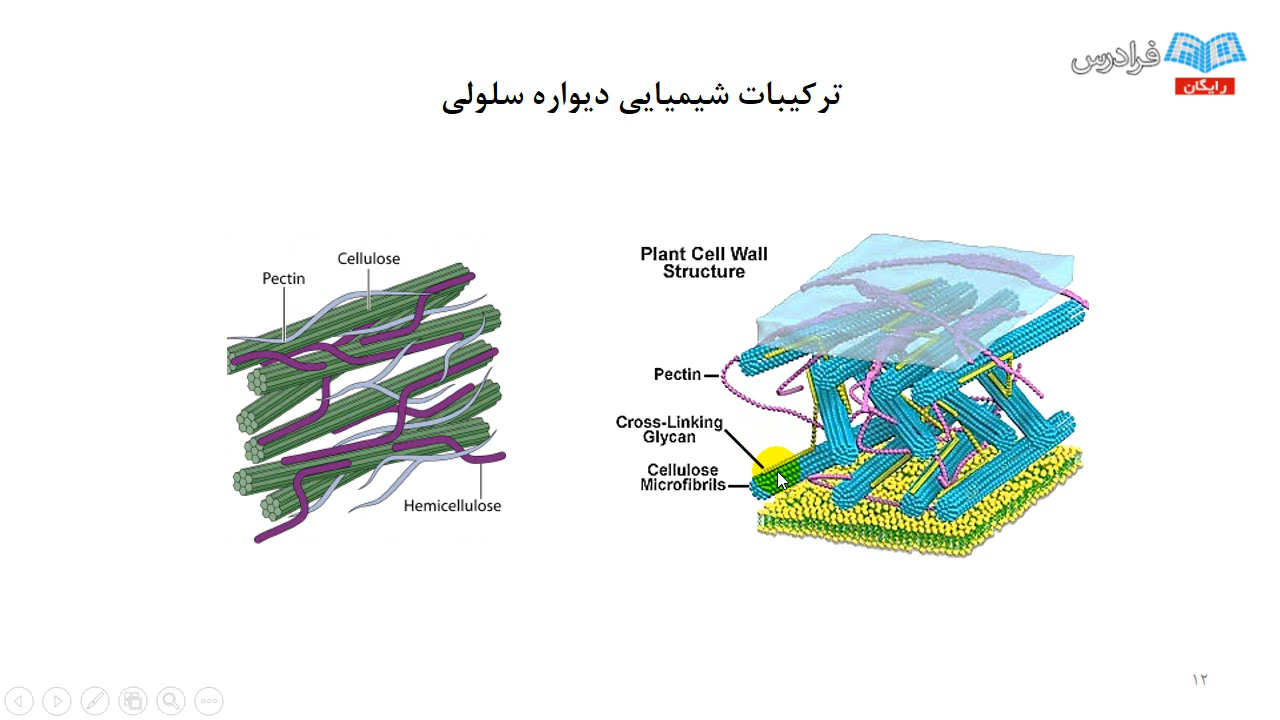 فرادرس
رایگان
ترکیبات شیمیایی دیواره سلولی
Cellulose
Pectin
Hemicellulose
Plant Cell Wall
Structure
Pectin
Cross-Linking
Glycan
Cellulose
Microfibrils
۱۲